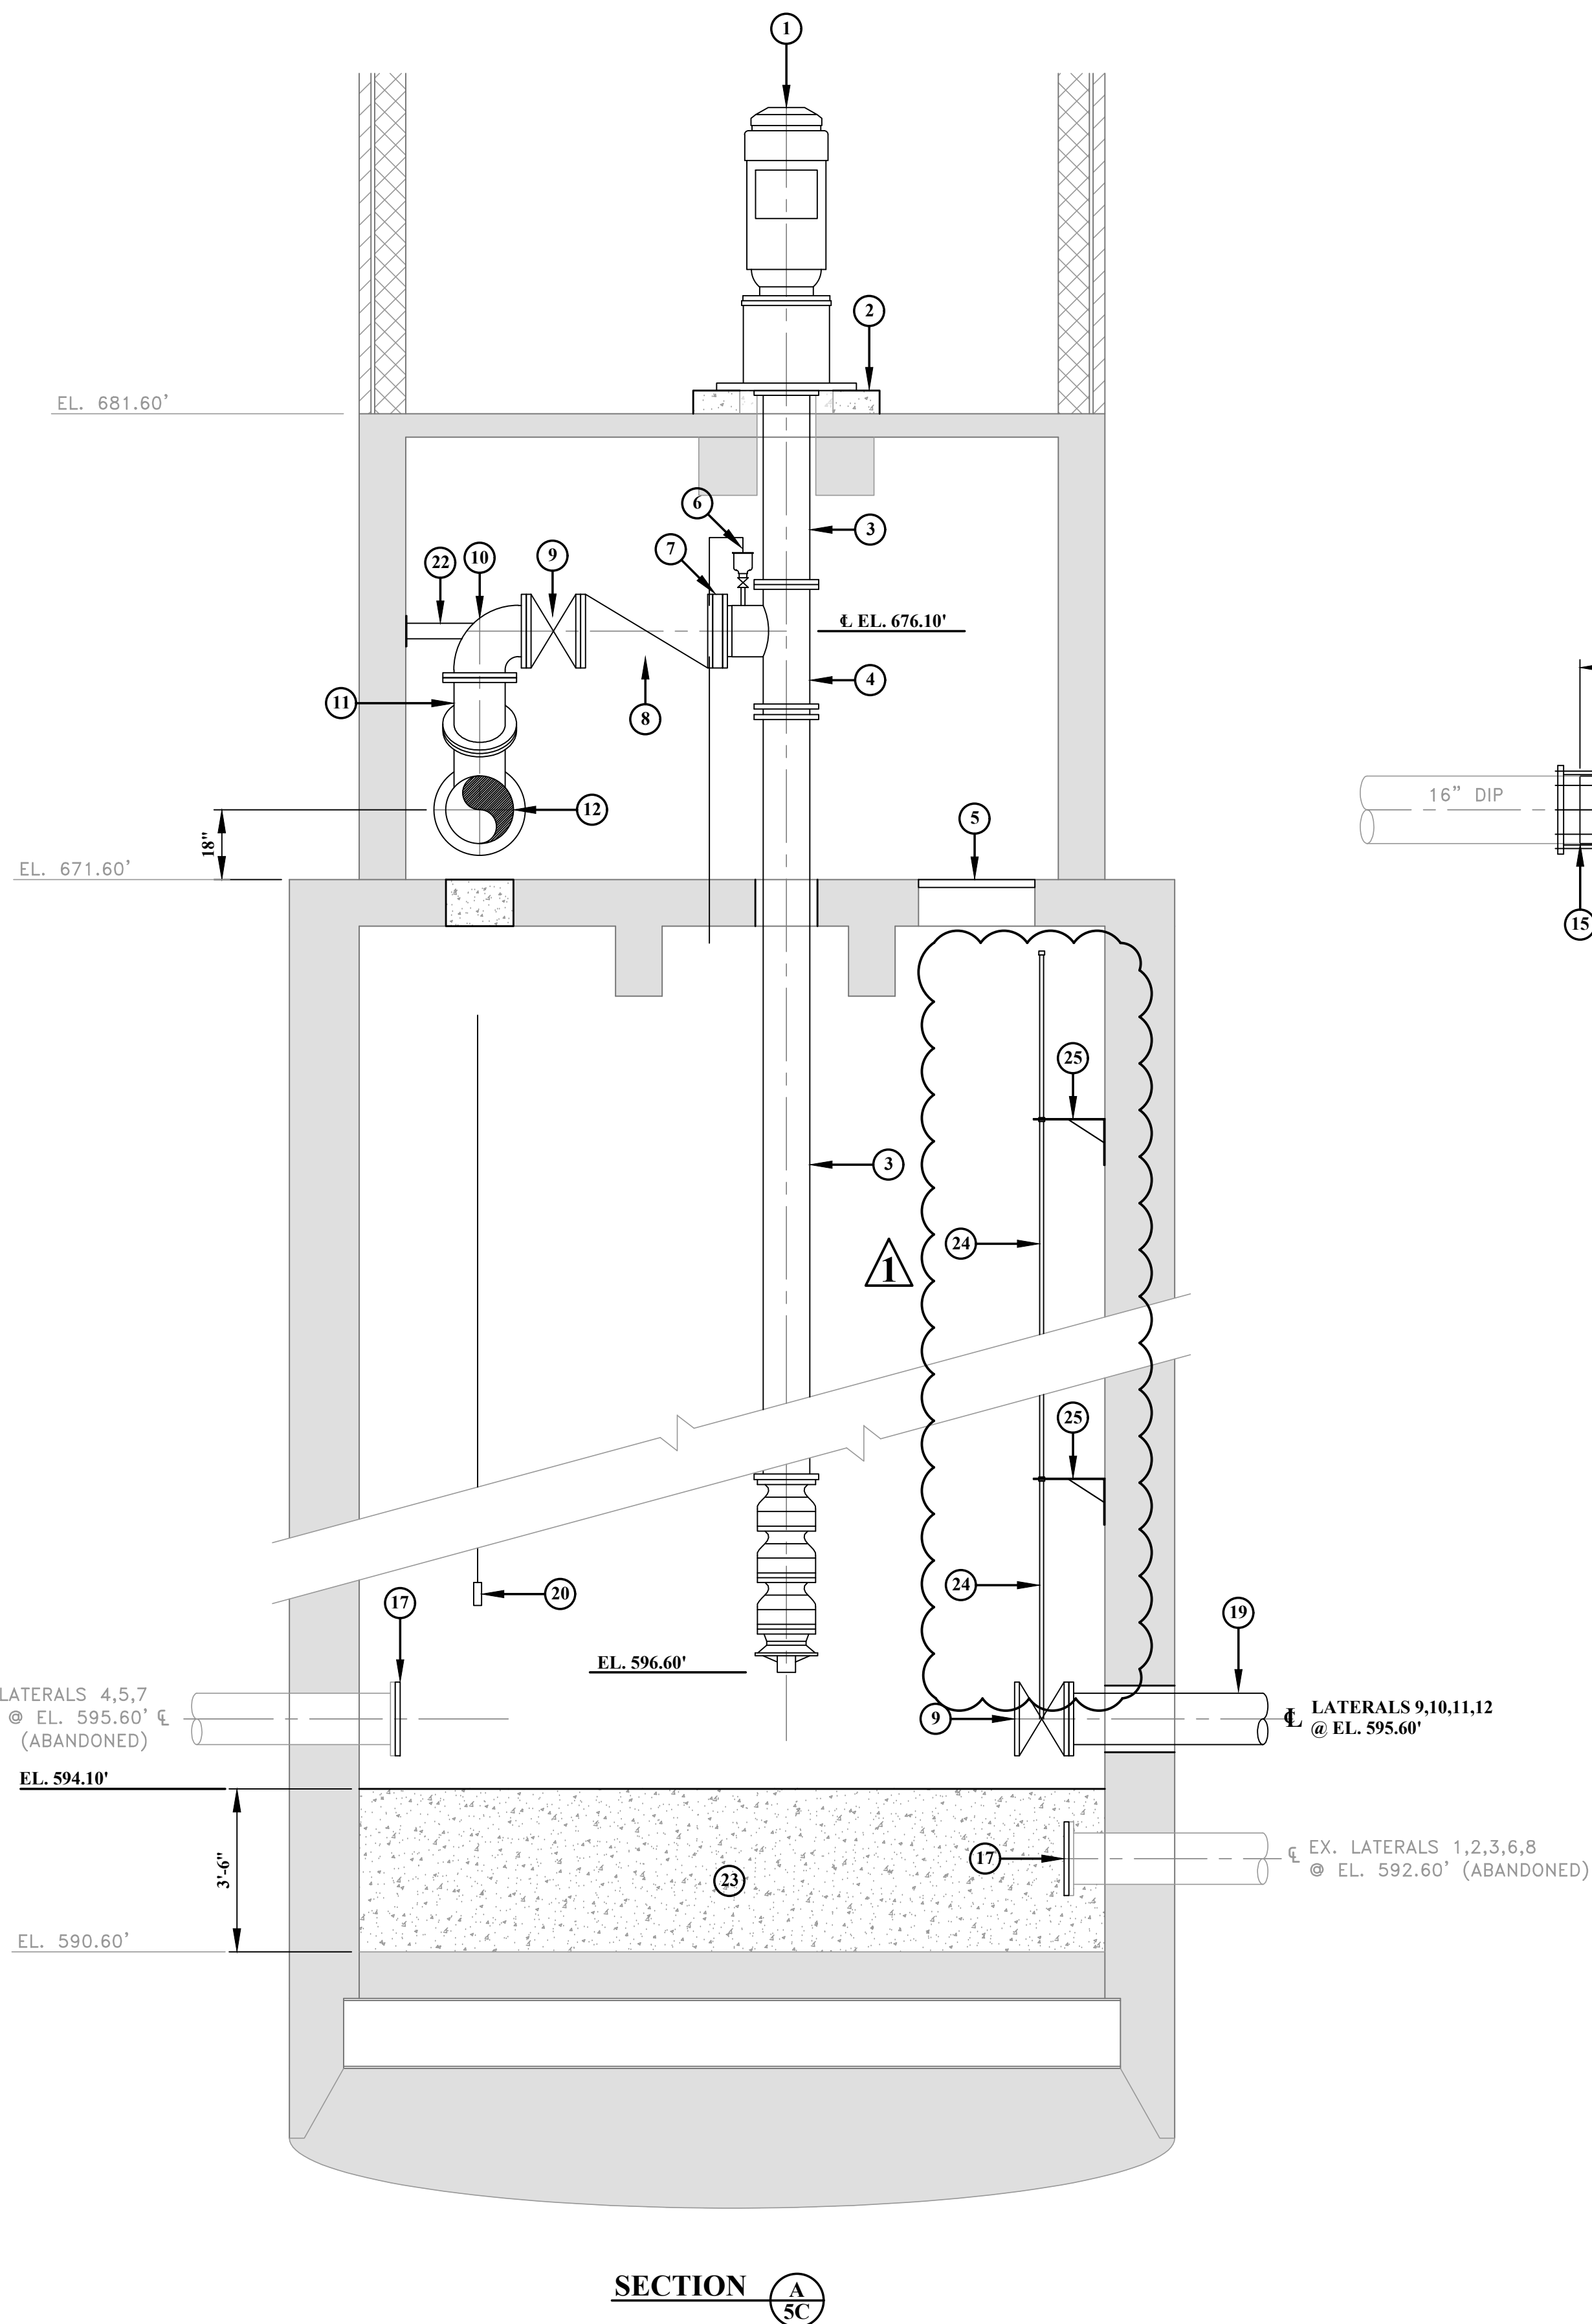 1
2
EL. 681.60'
6
3
7
9
22
10
℄ EL. 676.10'
4
11
8
16" DIP
12
5
18"
EL. 671.60'
15
25
3
24
1
25
24
20
17
19
EL. 596.60'
LATERALS 4,5,7
@ EL. 595.60' ℄
(ABANDONED)
9
℄ LATERALS 9,10,11,12
@ EL. 595.60'
EL. 594.10'
3'-6"
17
℄ EX. LATERALS 1,2,3,6,8
@ EL. 592.60' (ABANDONED)
23
EL. 590.60'
SECTION A
5C